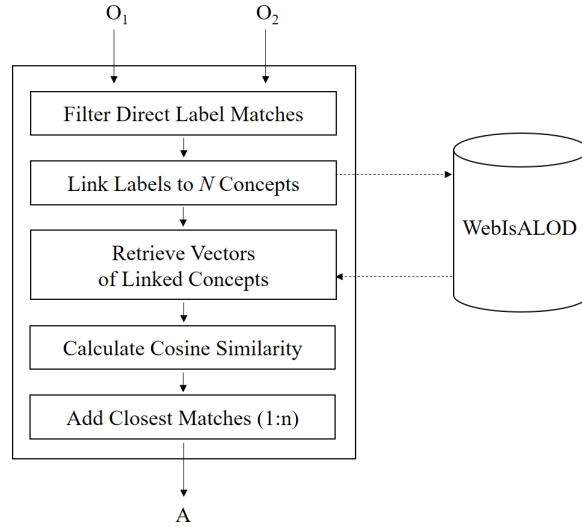 O₁ O₂
Filter Direct Label Matches
Link Labels to N Concepts
WebIsALOD
Retrieve Vectors
of Linked Concepts
Calculate Cosine Similarity
Add Closest Matches (1:n)
A